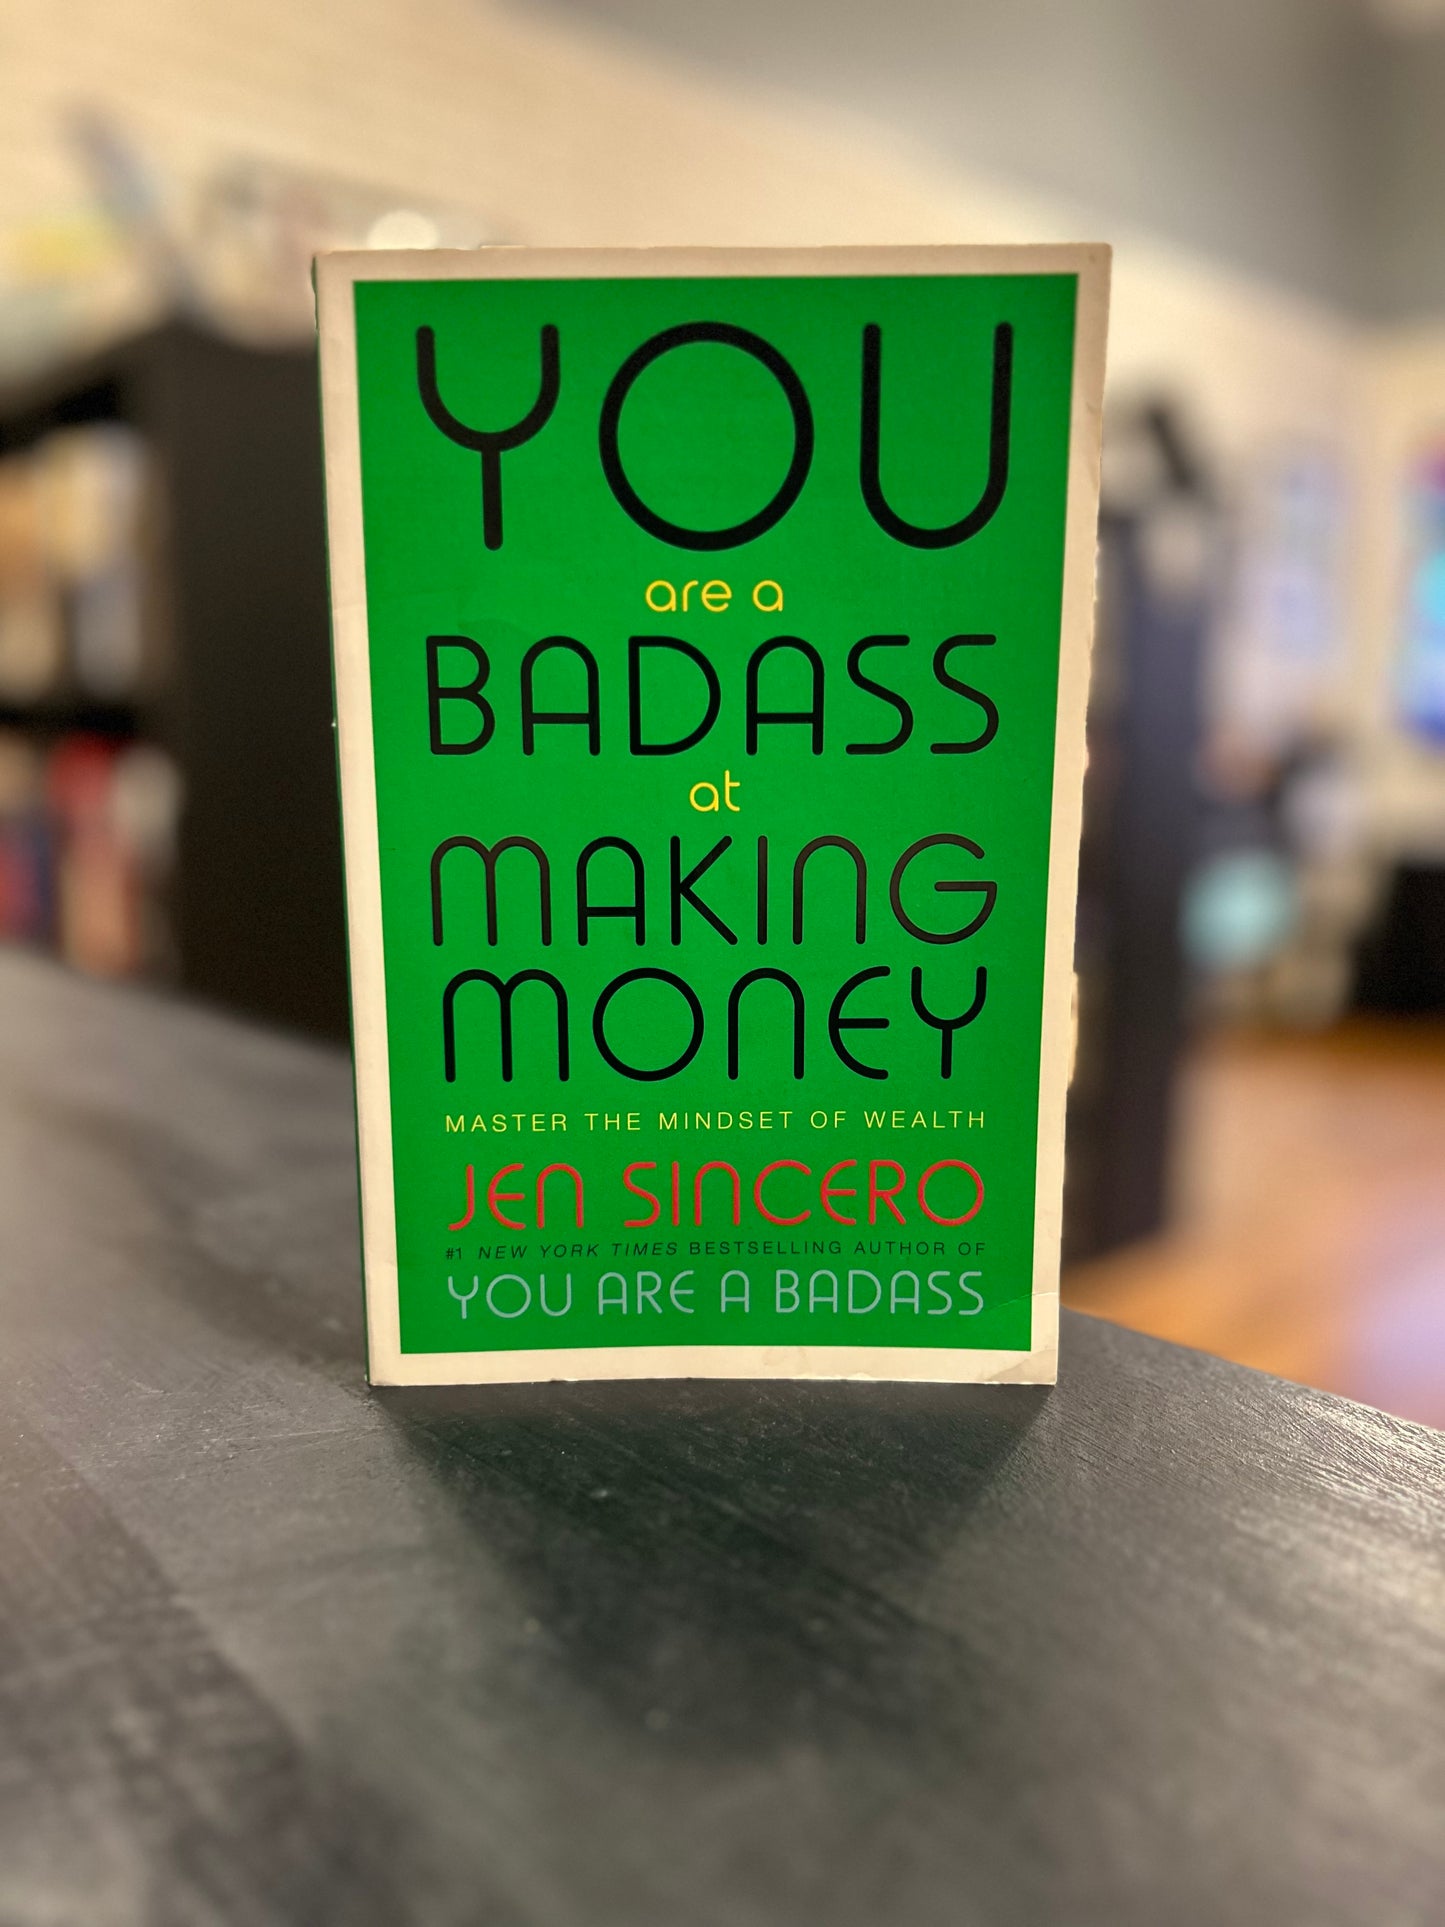 YOU
are a
BADASS
at
MAKING
MONEY
MASTER THE MINDSET OF WEALTH
JEN SINCERO
#1 NEW YORK TIMES BESTSELLING AUTHOR OF
YOU ARE A BADASS